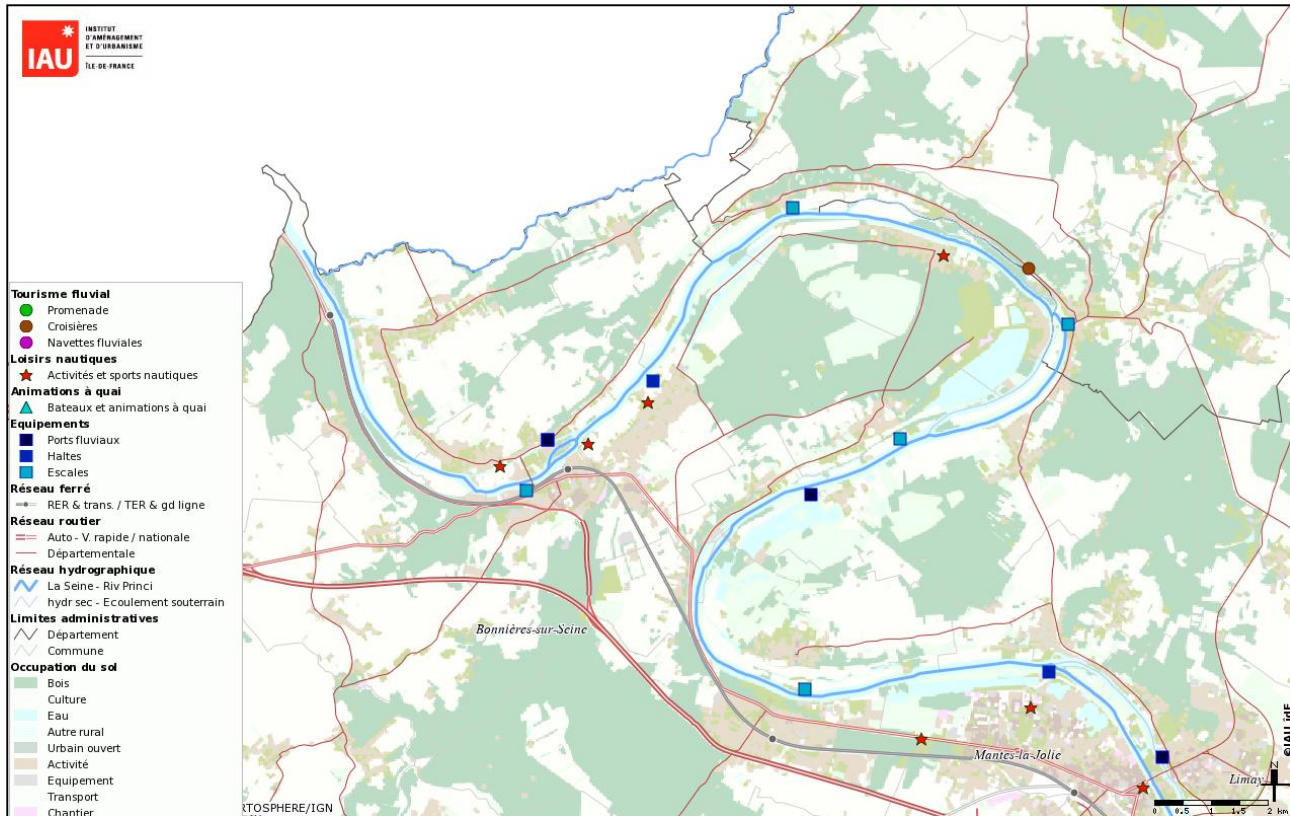 IAU
INSTITUT
D'AMÉNAGEMENT
ET D'URBANISME
ÎLE-DE-FRANCE
Tourisme fluvial
Promenade
Croisières
Navettes fluviales
Loisirs nautiques
Activités et sports nautiques
Animations à quai
Bateaux et animations à quai
Equipements
Ports fluviaux
Haltes
Escales
Réseau ferré
RER & trans. / TER & gd ligne
Réseau routier
Auto - V. rapide / nationale
Départementale
Réseau hydrographique
La Seine - Riv Princi
hydr sec - Ecoulement souterrain
Limites administratives
Département
Commune
Occupation du sol
Bois
Culture
Eau
Autre rural
Urbain ouvert
Activité
Equipement
Transport
Chantier
Bonnières-sur-Seine
Mantes-la-Jolie
Limay
©IAU îdF
N
0 0.5 1 1.5 2 km
RTOSPHERE/IGN